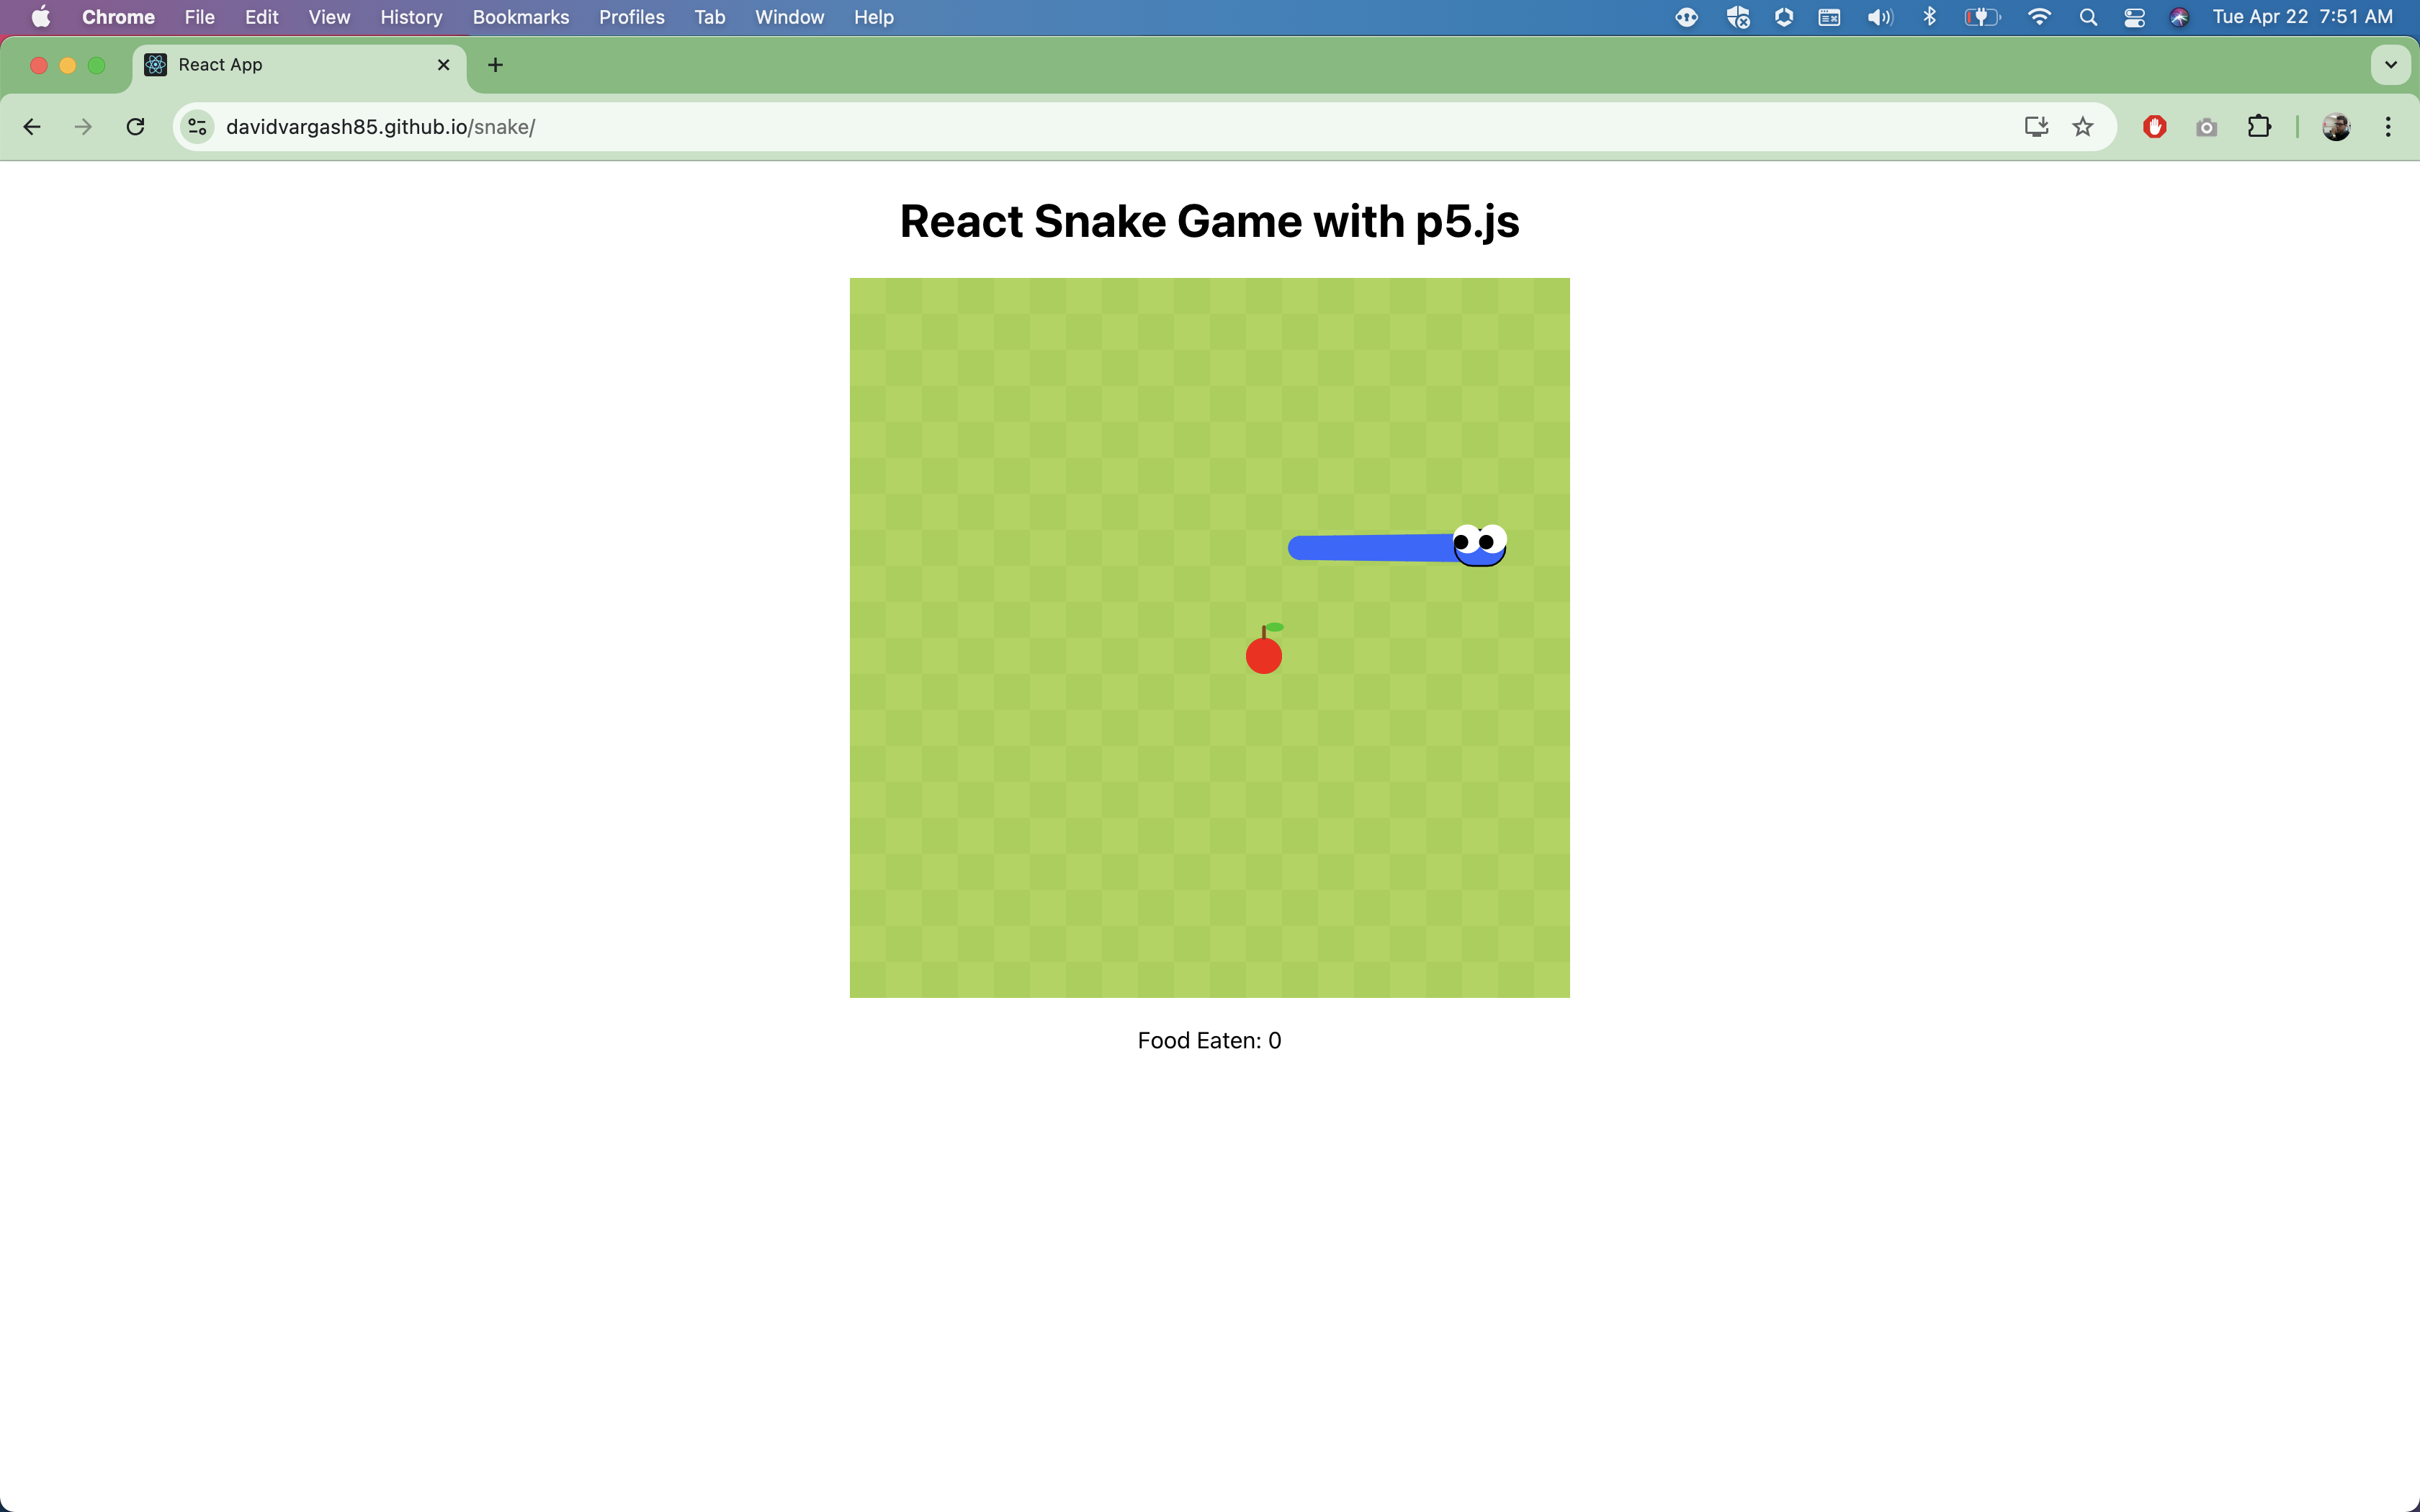 Chrome File Edit View History Bookmarks Profiles Tab Window Help Tue Apr 22 7:51 AM
React App
davidvargash85.github.io/snake/
React Snake Game with p5.js
Food Eaten: 0